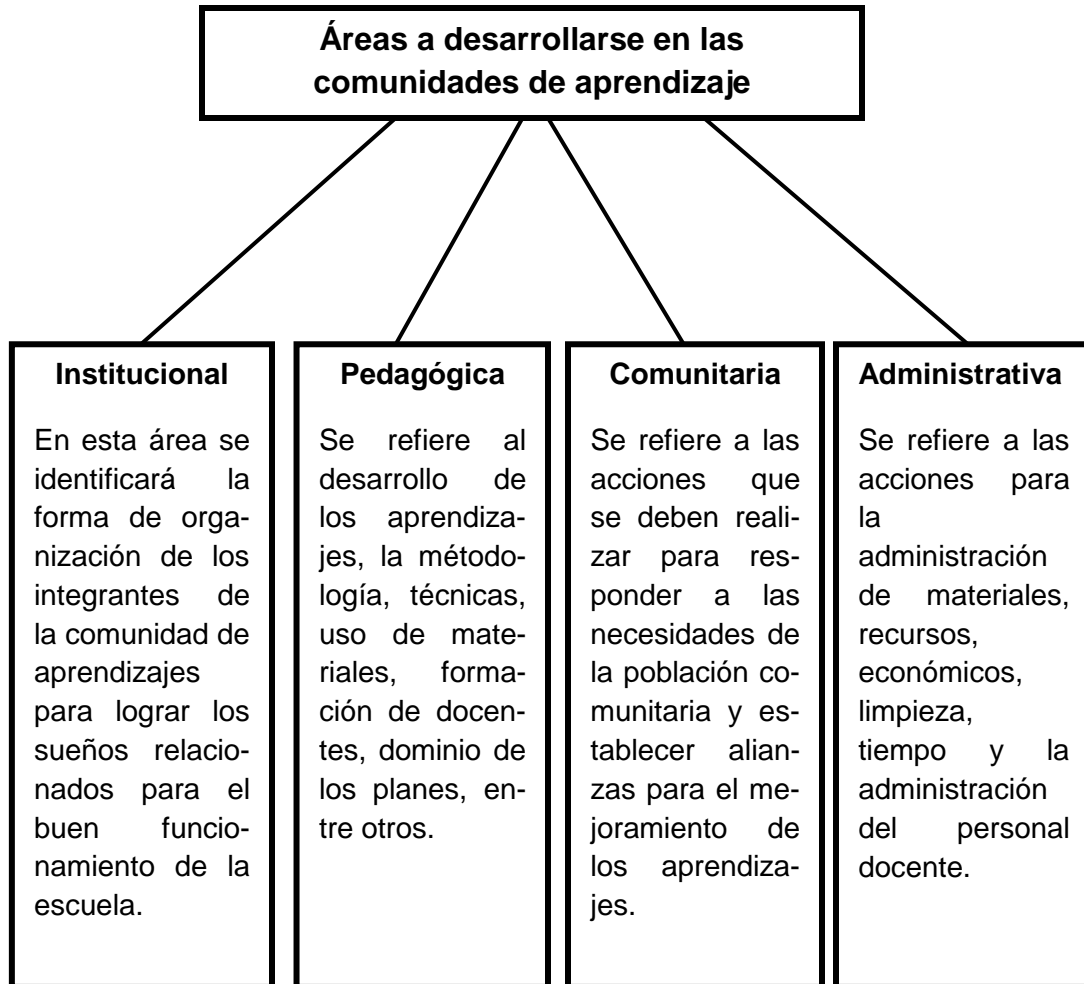 Áreas a desarrollarse en las
comunidades de aprendizaje
Institucional
En esta área se
identificará la
forma de orga-
nización de los
integrantes de
la comunidad de
aprendizajes
para lograr los
sueños relacio-
nados para el
buen funcio-
namiento de la
escuela.
Pedagógica
Se refiere al
desarrollo de
los aprendiza-
jes, la método-
logía, técnicas,
uso de mate-
riales, forma-
ción de docen-
tes, dominio de
los planes, en-
tre otros.
Comunitaria
Se refiere a las
acciones que
se deben reali-
zar para res-
ponder a las
necesidades de
la población co-
munitaria y es-
tablecer alian-
zas para el me-
joramiento de
los aprendiza-
jes.
Administrativa
Se refiere a las
acciones para
la
administración
de materiales,
recursos,
económicos,
limpieza,
tiempo y la
administración
del personal
docente.